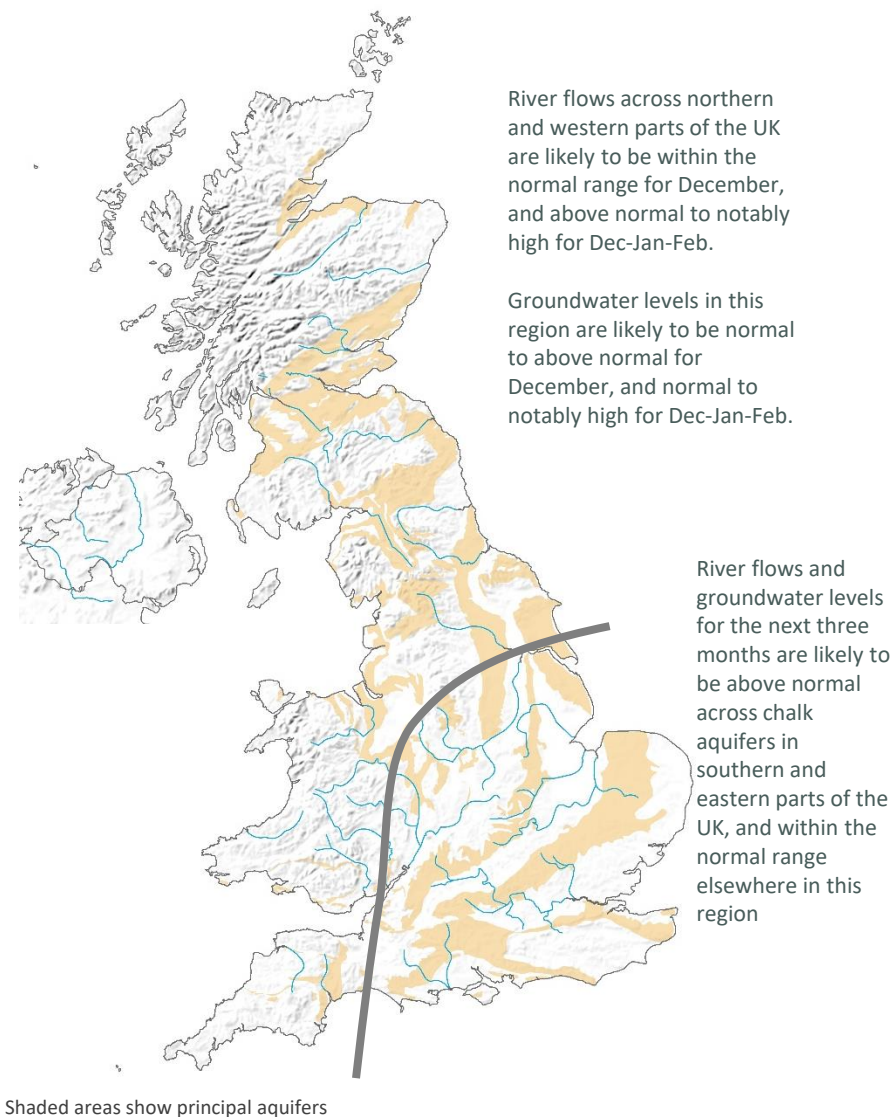 River flows across northern
and western parts of the UK
are likely to be within the
normal range for December,
and above normal to notably
high for Dec-Jan-Feb.
Groundwater levels in this
region are likely to be normal
to above normal for
December, and normal to
notably high for Dec-Jan-Feb.
River flows and
groundwater levels
for the next three
months are likely to
be above normal
across chalk
aquifers in
southern and
eastern parts of the
UK, and within the
normal range
elsewhere in this
region
Shaded areas show principal aquifers